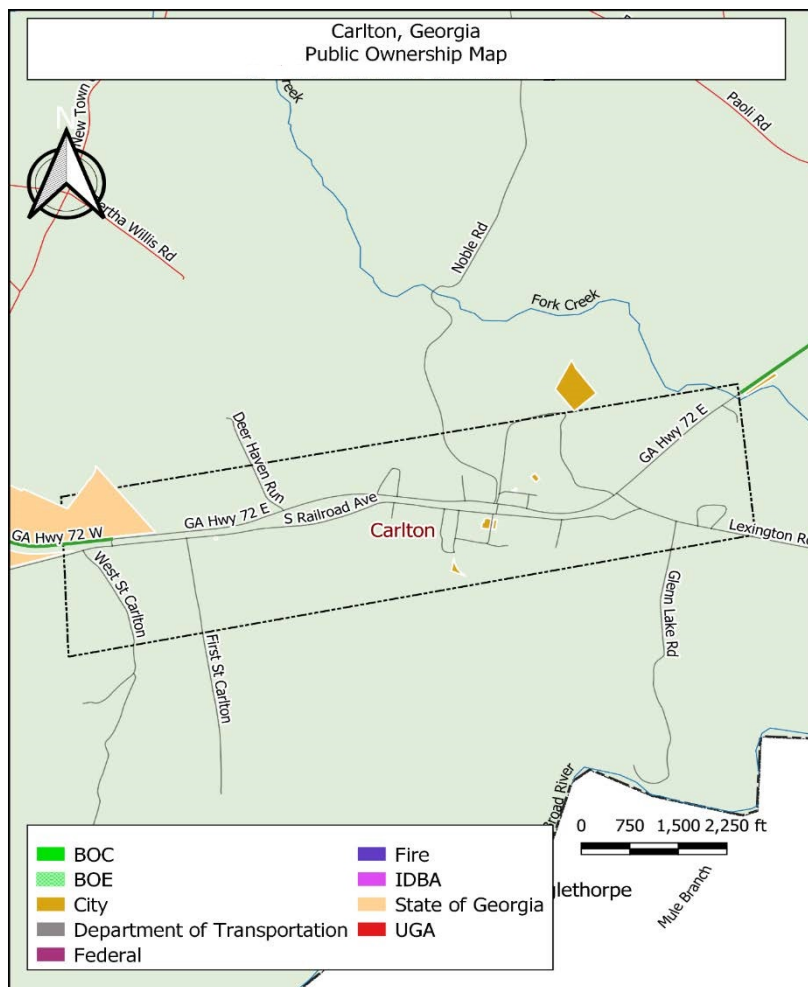 Carlton, Georgia
Public Ownership Map
Creek
New Town
Paoli Rd
N
ertha Willis Rd
Noble Rd
Fork Creek
Deer Haven Run
GA Hwy 72 E
GA Hwy 72 E
S Railroad Ave
Carlton
GA Hwy 72 W
Lexington Rd
West St Carlton
First St Carlton
Glenn Lake Rd
Broad River
0 750 1,500 2,250 ft
glethorpe
Mule Branch
BOC
BOE
City
Department of Transportation
Federal
Fire
IDBA
State of Georgia
UGA